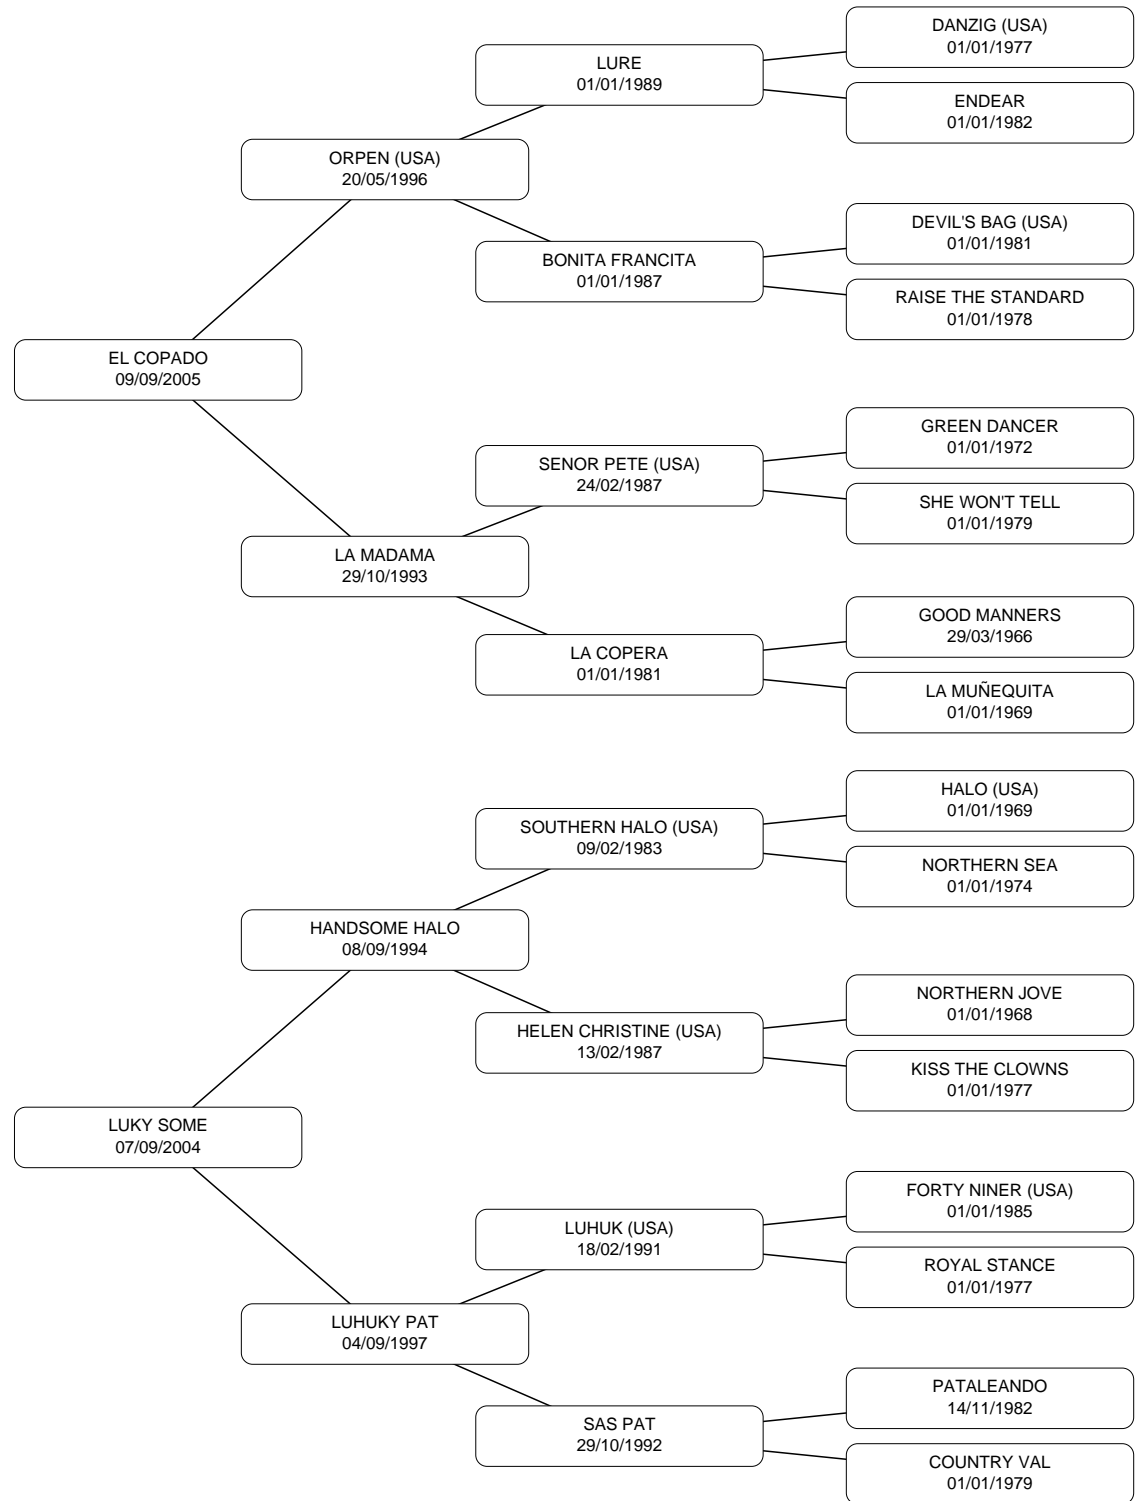 DANZIG (USA)
01/01/1977
LURE
01/01/1989
ENDEAR
01/01/1982
ORPEN (USA)
20/05/1996
DEVIL'S BAG (USA)
01/01/1981
BONITA FRANCITA
01/01/1987
RAISE THE STANDARD
01/01/1978
EL COPADO
09/09/2005
GREEN DANCER
01/01/1972
SENOR PETE (USA)
24/02/1987
SHE WON'T TELL
01/01/1979
LA MADAMA
29/10/1993
GOOD MANNERS
29/03/1966
LA COPERA
01/01/1981
LA MUÑEQUITA
01/01/1969
HALO (USA)
01/01/1969
SOUTHERN HALO (USA)
09/02/1983
NORTHERN SEA
01/01/1974
HANDSOME HALO
08/09/1994
NORTHERN JOVE
01/01/1968
HELEN CHRISTINE (USA)
13/02/1987
KISS THE CLOWNS
01/01/1977
LUKY SOME
07/09/2004
FORTY NINER (USA)
01/01/1985
LUHUK (USA)
18/02/1991
ROYAL STANCE
01/01/1977
LUHUKY PAT
04/09/1997
PATALEANDO
14/11/1982
SAS PAT
29/10/1992
COUNTRY VAL
01/01/1979